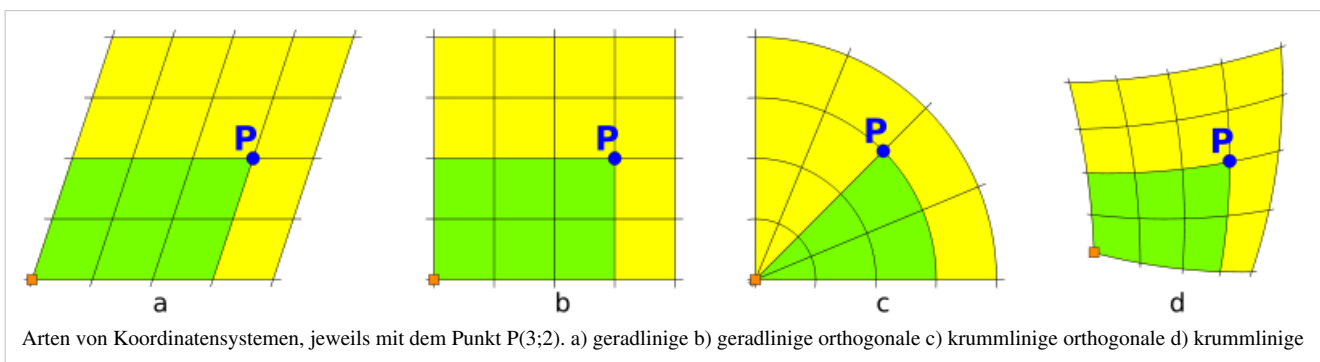 P P P P
a b c d
Arten von Koordinatensystemen, jeweils mit dem Punkt P(3;2). a) geradlinige b) geradlinige orthogonale c) krummlinige orthogonale d) krummlinige